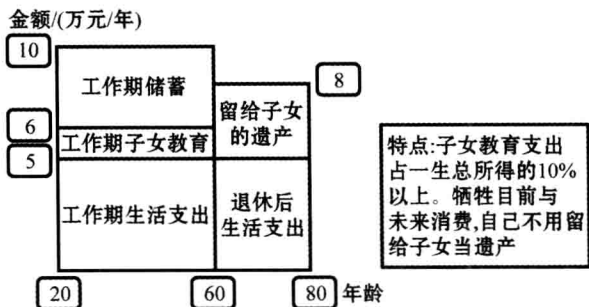 金额/(万元/年)
10
工作期储蓄
8
留给子女
的遗产
6
工作期子女教育
5
工作期生活支出
退休后
生活支出
20
60
80 年龄
特点:子女教育支出
占一生总所得的10%
以上。牺牲目前与
未来消费,自己不用留
给子女当遗产